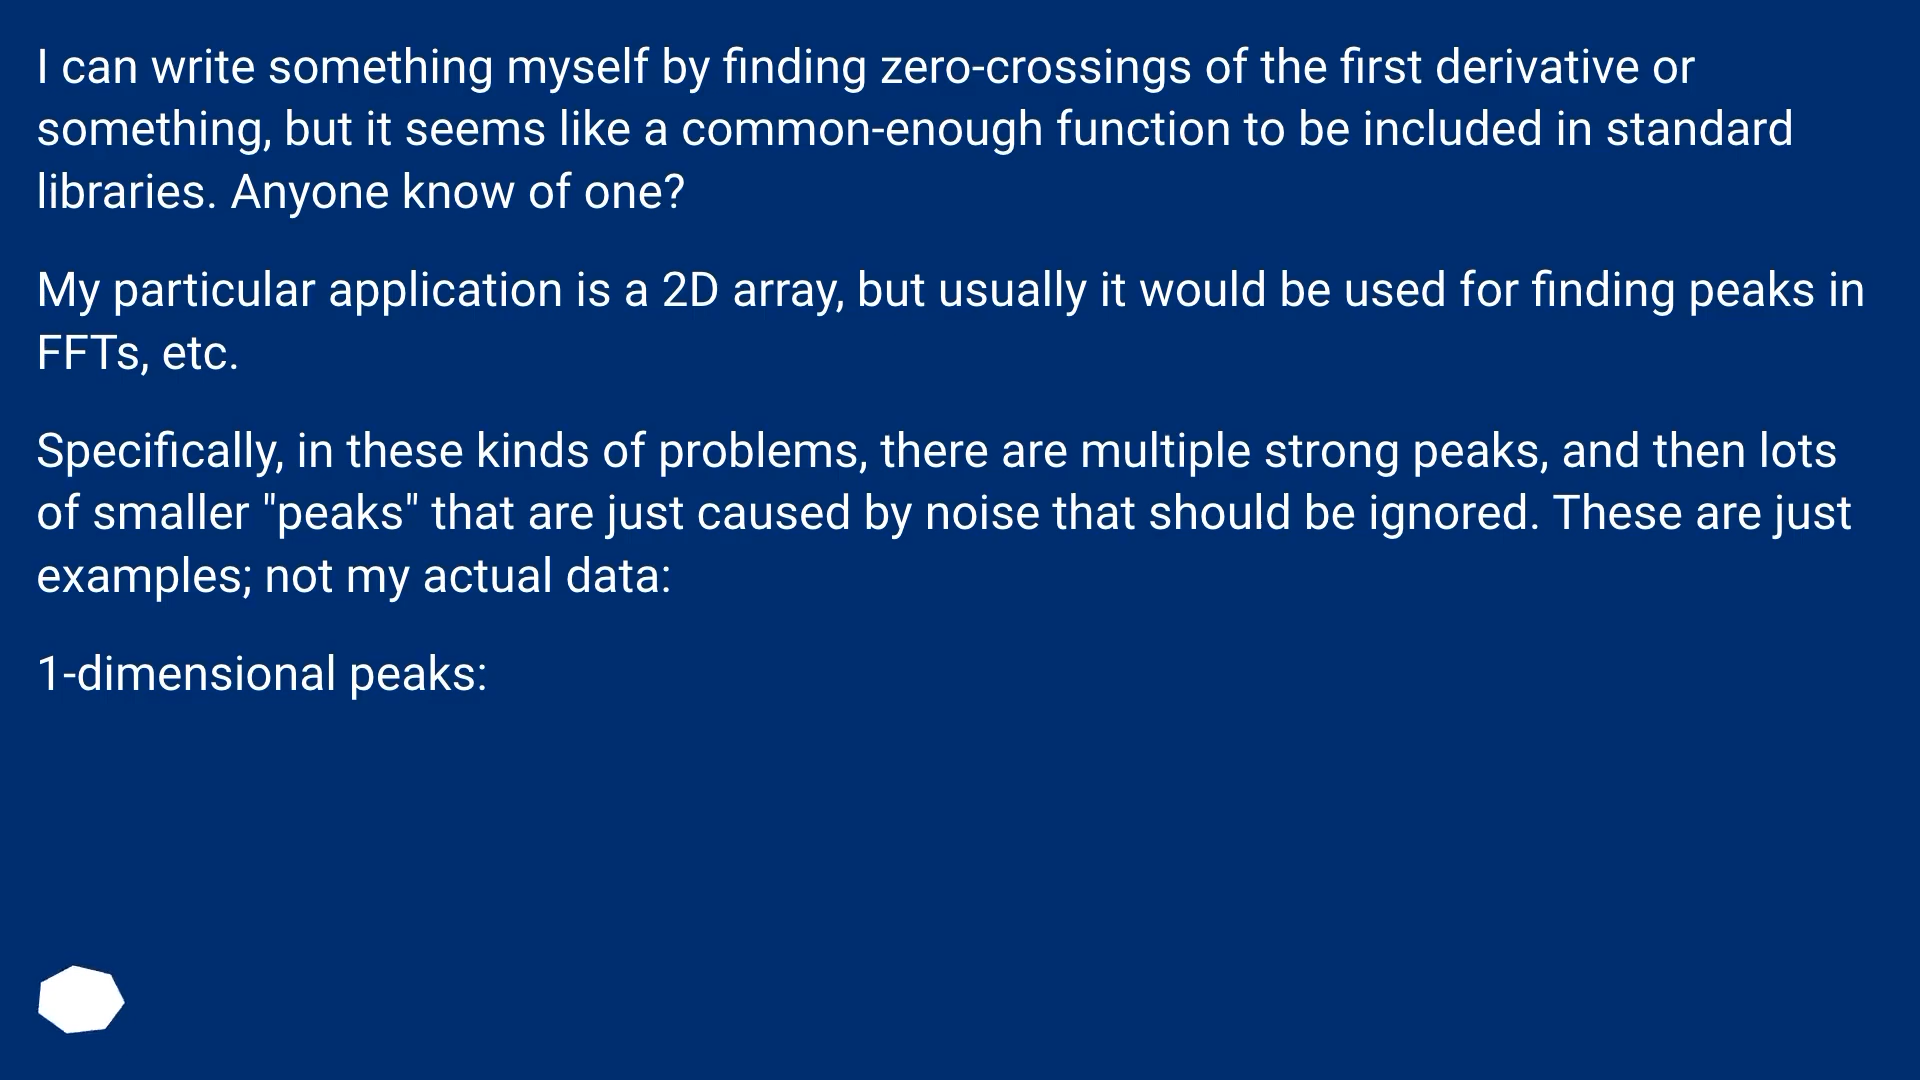 I can write something myself by finding zero-crossings of the first derivative or
something, but it seems like a common-enough function to be included in standard
libraries. Anyone know of one?
My particular application is a 2D array, but usually it would be used for finding peaks in
FFTs, etc.
Specifically, in these kinds of problems, there are multiple strong peaks, and then lots
of smaller "peaks" that are just caused by noise that should be ignored. These are just
examples; not my actual data:
1-dimensional peaks: